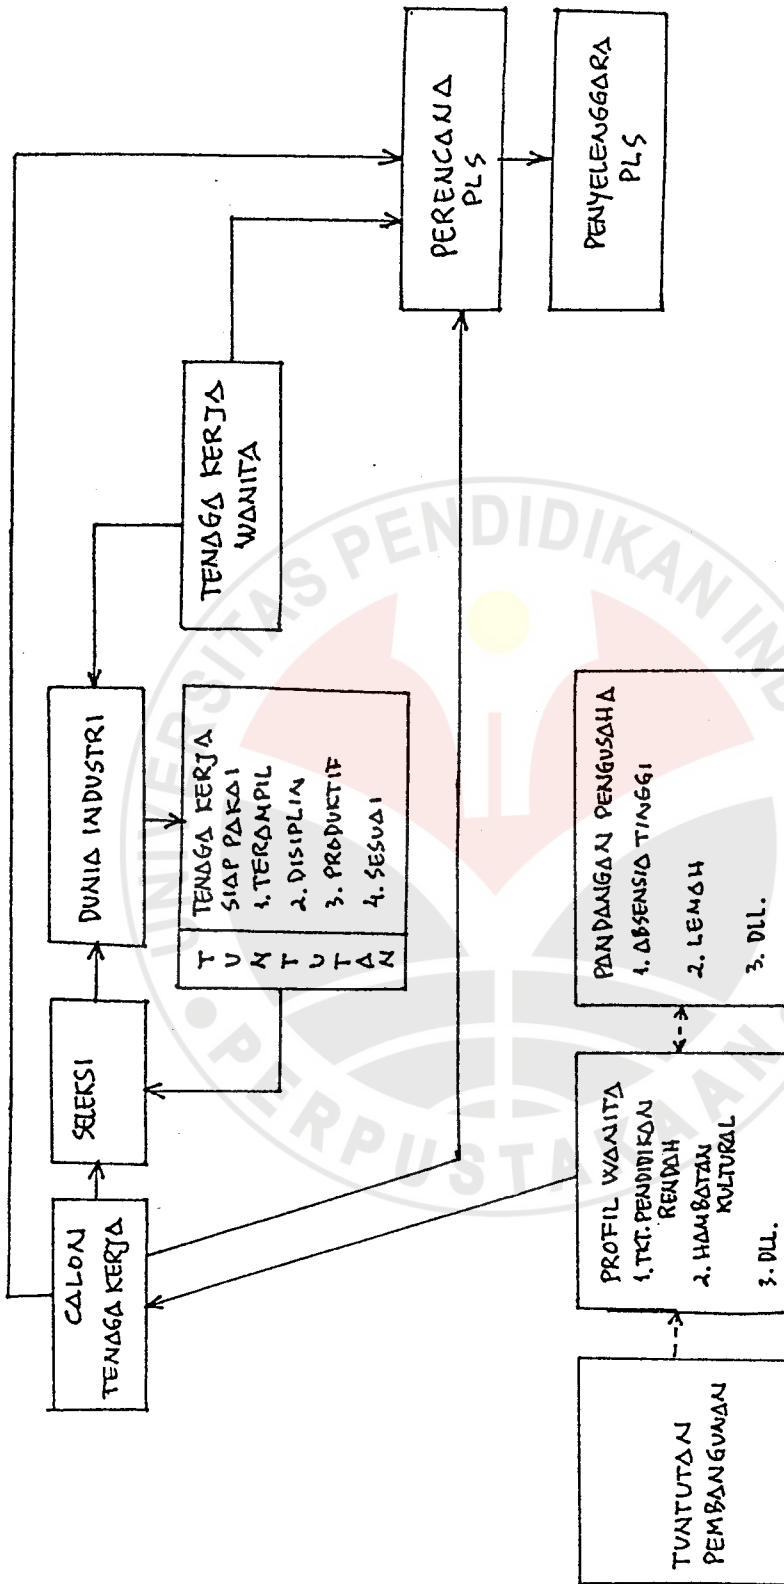 CALON
TENAGA KERJA
SELEKSI
DUNIA INDUSTRI
TUNTUTAN
TENAGA KERJA
SIAP PAKAI
1. TERAMPIL
2. DISIPLIN
3. PRODUKTIF
4. SESUAI
TENAGA KERJA
WANITA
PERENCANA
PLS
PENYELENGGARA
PLS
TUNTUTAN
PEMBANGUNAN
PROFIL WANITA
1. TKT. PENDIDIKAN
RENDAH
2. HAMBATAN
KULTURAL
3. DLL.
PANDANGAN PENGUSAHA
1. ABSENSIA TINGGI
2. LEMAH
3. DLL.
UNIVERSITAS PENDIDIKAN IND
PERPUSTAKAAN